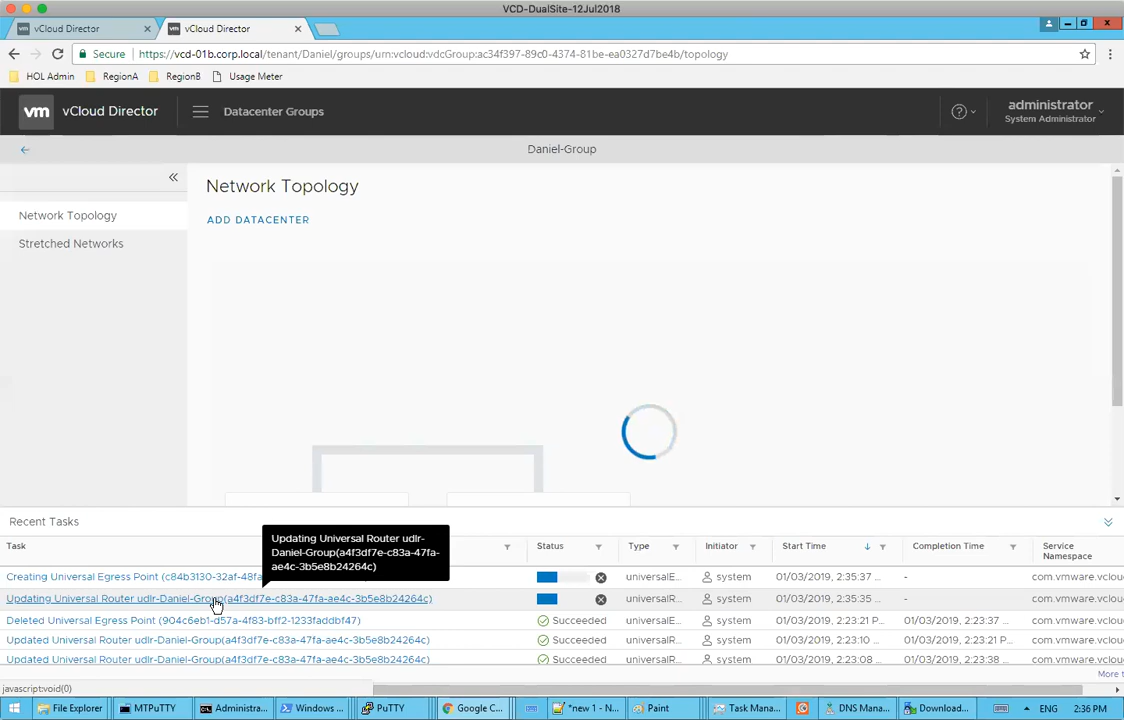 VCD-DualSite-12Jul2018
vCloud Director
vCloud Director
Secure
https://vcd-01b.corp.local/tenant/Daniel/groups/urn:vcloud:vdcGroup:ac34f397-89c0-4374-81be-ea0327d7be4b/topology
HOL Admin RegionA RegionB Usage Meter
vm vCloud Director Datacenter Groups administrator
System Administrator
Daniel-Group
Network Topology
ADD DATACENTER
Network Topology
Stretched Networks
Recent Tasks
Updating Universal Router udlr-
Daniel-Group(a4f3df7e-c83a-47fa-
ae4c-3b5e8b24264c)
Task Status Type Initiator Start Time Completion Time Service
Namespace
Creating Universal Egress Point (c84b3130-32af-48fa universalE... system 01/03/2019, 2:35:37 - com.vmware.vclou
Updating Universal Router udlr-Daniel-Group(a4f3df7e-c83a-47fa-ae4c-3b5e8b24264c) universalR... system 01/03/2019, 2:35:35 - com.vmware.vclou
Deleted Universal Egress Point (904c6eb1-d57a-4f83-bff2-1233faddbf47) Succeeded universalE... system 01/03/2019, 2:23:21 P... 01/03/2019, 2:23:37 ... com.vmware.vclou
Updated Universal Router udlr-Daniel-Group(a4f3df7e-c83a-47fa-ae4c-3b5e8b24264c) Succeeded universalR... system 01/03/2019, 2:23:10 ... 01/03/2019, 2:23:21 P... com.vmware.vclou
Updated Universal Router udlr-Daniel-Group(a4f3df7e-c83a-47fa-ae4c-3b5e8b24264c) Succeeded universalR... system 01/03/2019, 2:23:08 ... 01/03/2019, 2:23:38 ... com.vmware.vclou
More t
javascript:void(0)
File Explorer MTPuTTY Administra... Windows ... PuTTY Google C... *new 1 - N... Paint Task Mana... DNS Mana... Download... ENG 2:36 PM